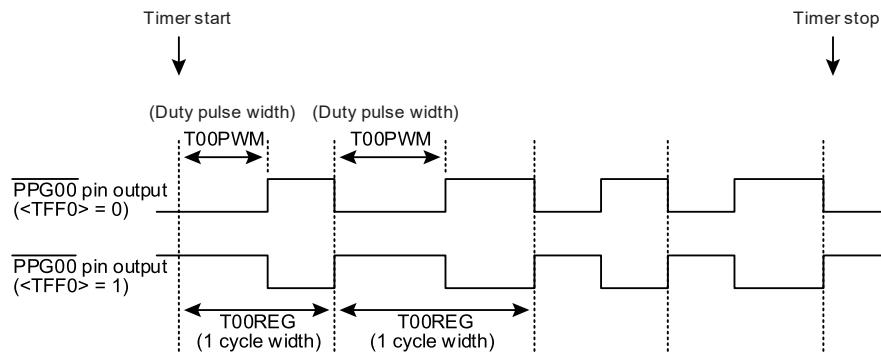 Timer start
Timer stop
(Duty pulse width)
(Duty pulse width)
T00PWM
T00PWM
PPG00 pin output
(<TFF0> = 0)
PPG00 pin output
(<TFF0> = 1)
T00REG
(1 cycle width)
T00REG
(1 cycle width)